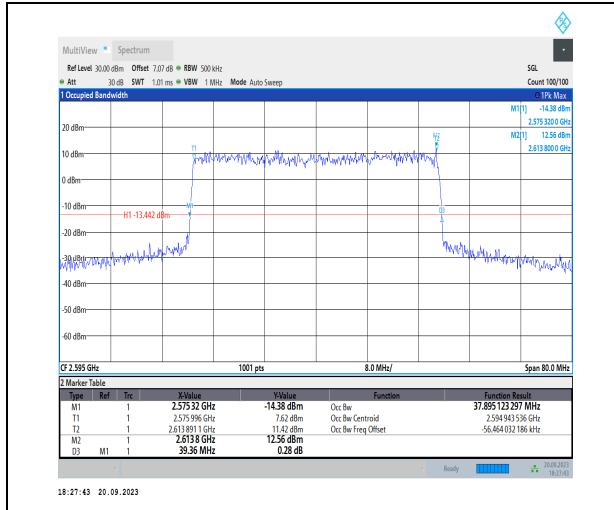 MultiView Spectrum
Ref Level 30.00 dBm Offset 7.07 dB RBW 500 kHz SGL
Att 30 dB SWT 1.01 ms VBW 1 MHz Mode Auto Sweep Count 100/100
1 Occupied Bandwidth 1Pk Max
M1[1] -14.38 dBm
2.575 320 0 GHz
M2[1] 12.56 dBm
2.613 800 0 GHz
20 dBm
T1
T2
10 dBm
0 dBm
-10 dBm
M1
D3
H1 -13.442 dBm
-20 dBm
-30 dBm
-40 dBm
-50 dBm
-60 dBm
CF 2.595 GHz 1001 pts 8.0 MHz/ Span 80.0 MHz
2 Marker Table
Type Ref Trc X-Value Y-Value Function Function Result
M1 1 2.575 32 GHz -14.38 dBm Occ Bw 37.895 123 297 MHz
T1 1 2.575 996 GHz 7.62 dBm Occ Bw Centroid 2.594 943 536 GHz
T2 1 2.613 891 1 GHz 11.42 dBm Occ Bw Freq Offset -56.464 032 186 kHz
M2 1 2.613 8 GHz 12.56 dBm
D3 M1 1 39.36 MHz 0.28 dB
Ready 20.09.2023
18:27:43
18:27:43 20.09.2023